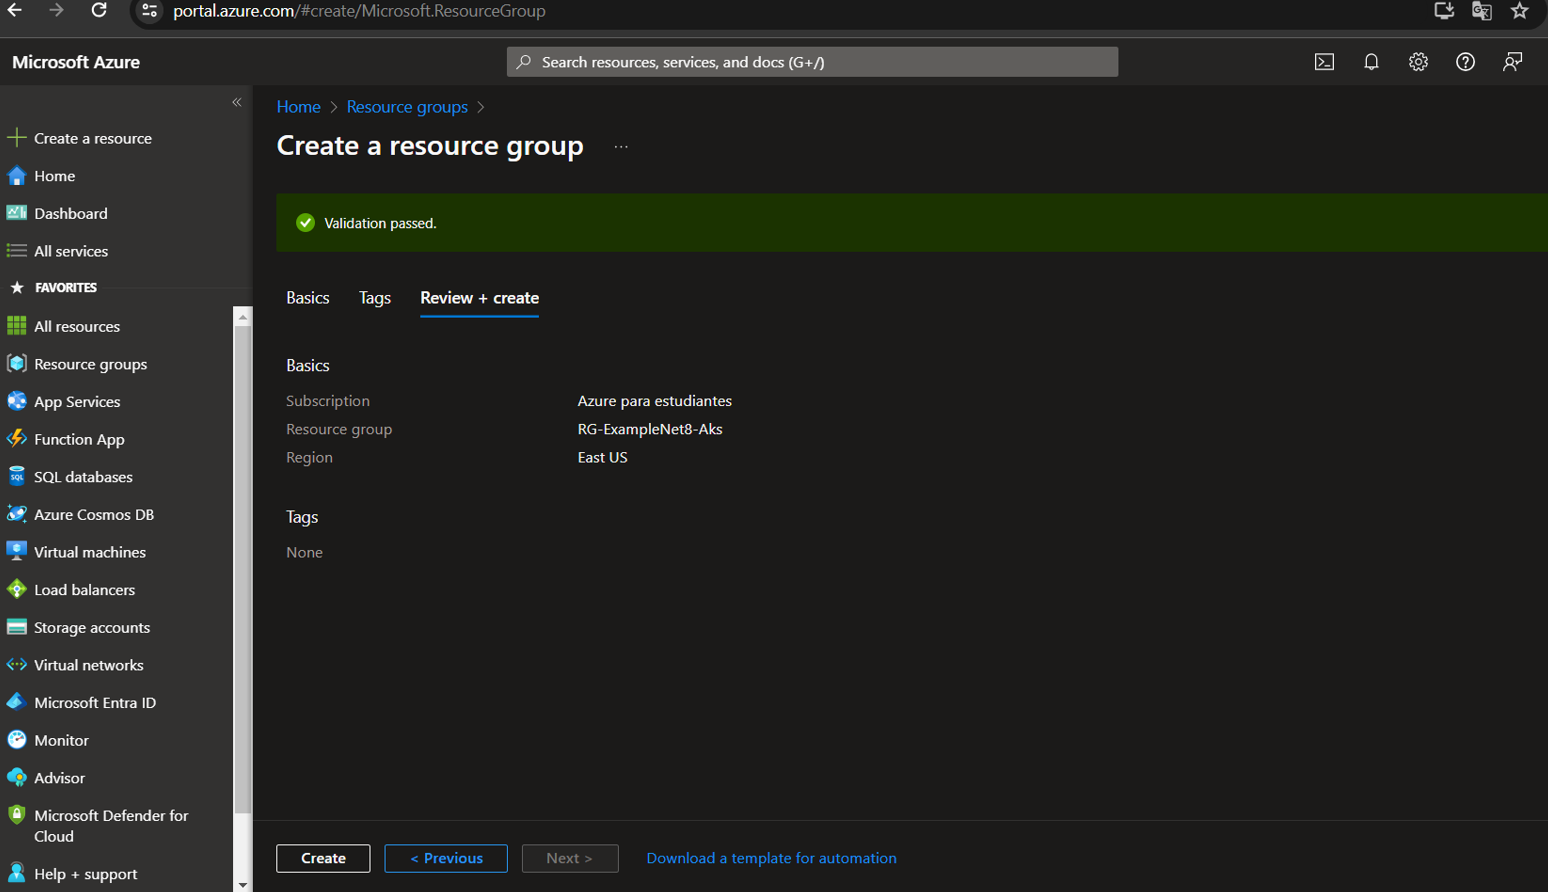 portal.azure.com/#create/Microsoft.ResourceGroup
Microsoft Azure
Search resources, services, and docs (G+/)
«
Create a resource
Home
Dashboard
All services
FAVORITES
All resources
Resource groups
App Services
Function App
SQL databases
Azure Cosmos DB
Virtual machines
Load balancers
Storage accounts
Virtual networks
Microsoft Entra ID
Monitor
Advisor
Microsoft Defender for
Cloud
Help + support
Home > Resource groups >
Create a resource group ...
Validation passed.
Basics Tags Review + create
Basics
Subscription Azure para estudiantes
Resource group RG-ExampleNet8-Aks
Region East US
Tags
None
Create < Previous Next > Download a template for automation